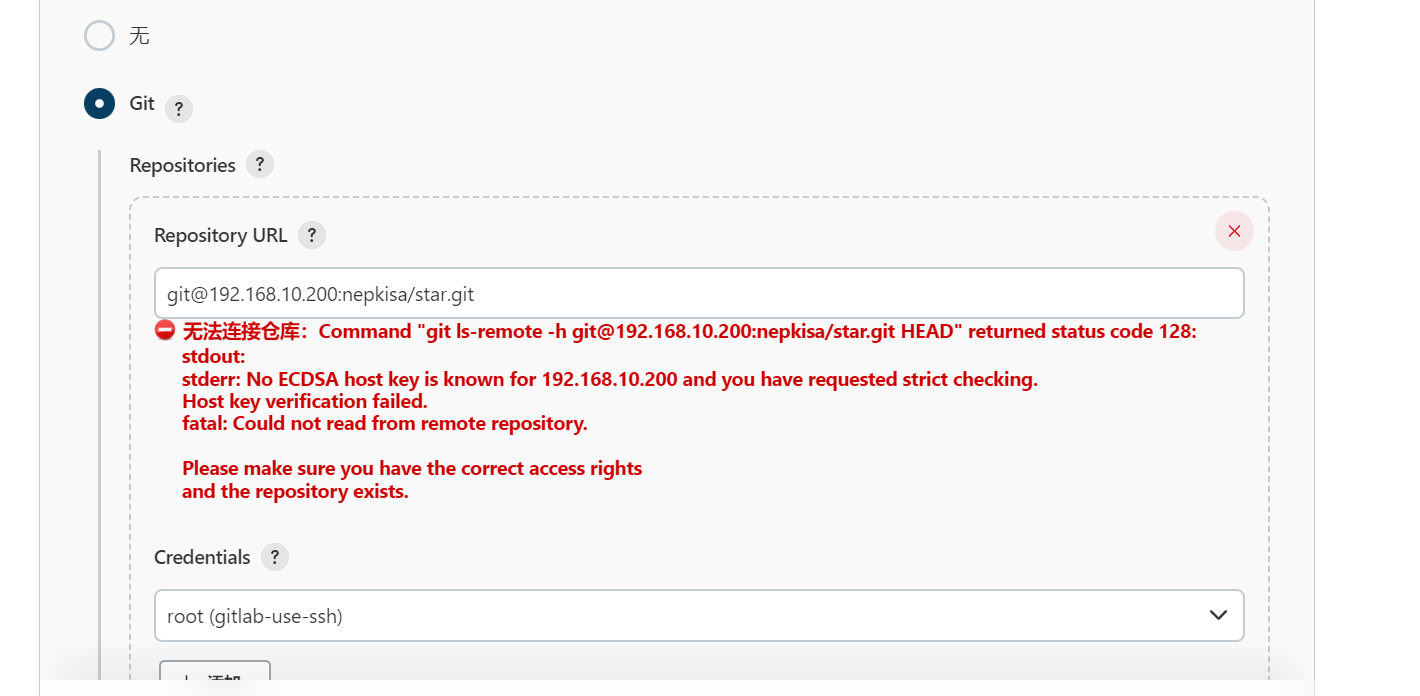 无
Git ?
Repositories ?
Repository URL ?
git@192.168.10.200:nepkisa/star.git
无法连接仓库：Command "git ls-remote -h git@192.168.10.200:nepkisa/star.git HEAD" returned status code 128:
stdout:
stderr: No ECDSA host key is known for 192.168.10.200 and you have requested strict checking.
Host key verification failed.
fatal: Could not read from remote repository.
Please make sure you have the correct access rights
and the repository exists.
Credentials ?
root (gitlab-use-ssh)
添加